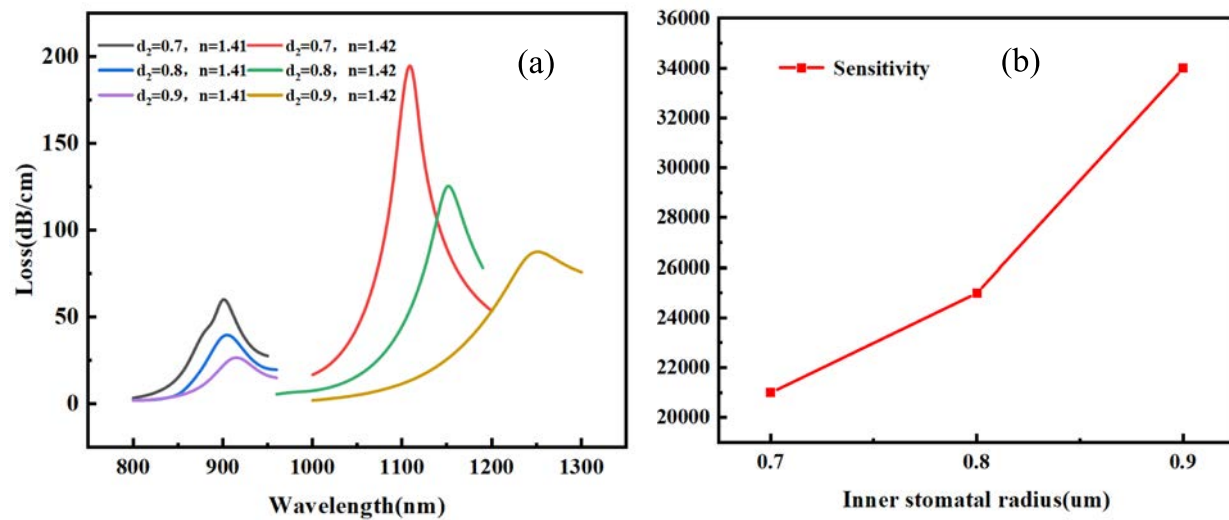 d₂=0.7, n=1.41 d₂=0.7, n=1.42
d₂=0.8, n=1.41 d₂=0.8, n=1.42
d₂=0.9, n=1.41 d₂=0.9, n=1.42
(a)
200
150
100
50
0
Loss(dB/cm)
800 900 1000 1100 1200 1300
Wavelength(nm)
Sensitivity
(b)
36000
34000
32000
30000
28000
26000
24000
22000
20000
0.7 0.8 0.9
Inner stomatal radius(um)